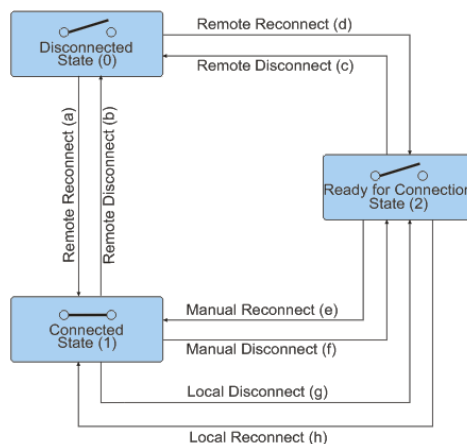 Remote Reconnect (d)
Disconnected
State (0)
Remote Disconnect (c)
Remote Reconnect (a)
Remote Disconnect (b)
Ready for Connection
State (2)
Manual Reconnect (e)
Connected
State (1)
Manual Disconnect (f)
Local Disconnect (g)
Local Reconnect (h)